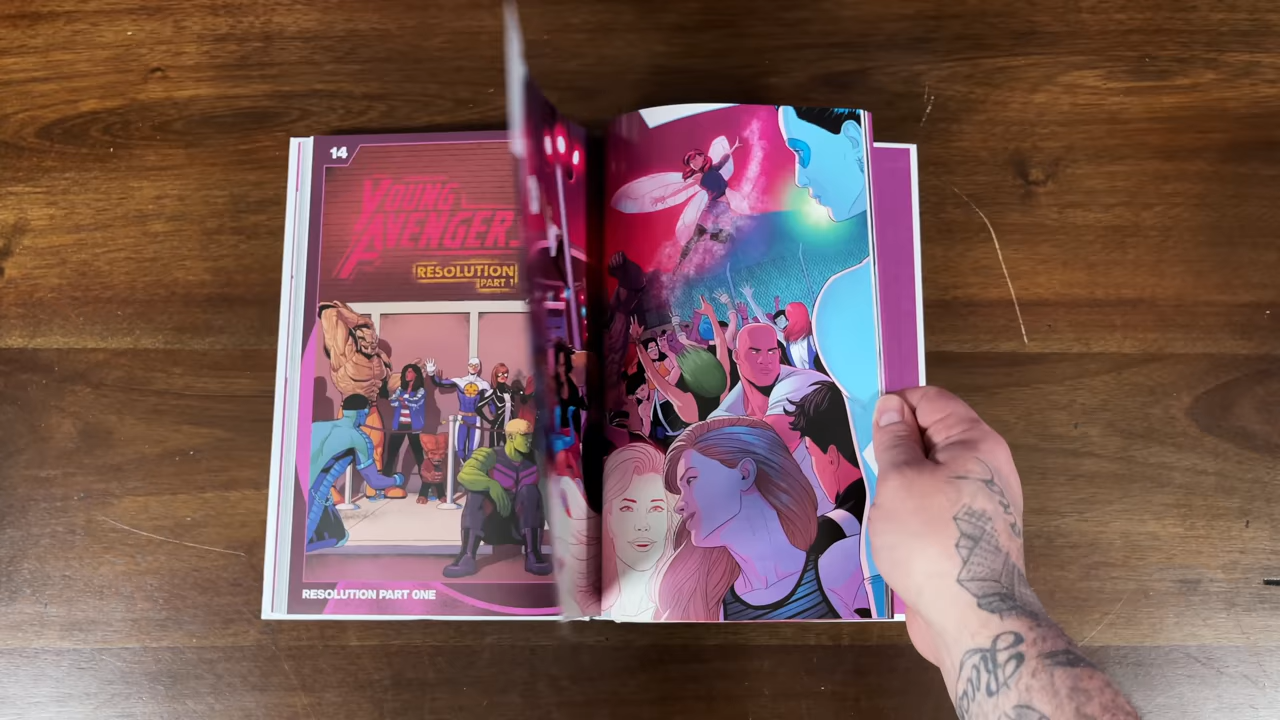 14
YOUNG
AVENGERS
RESOLUTION
PART 1
RESOLUTION PART ONE